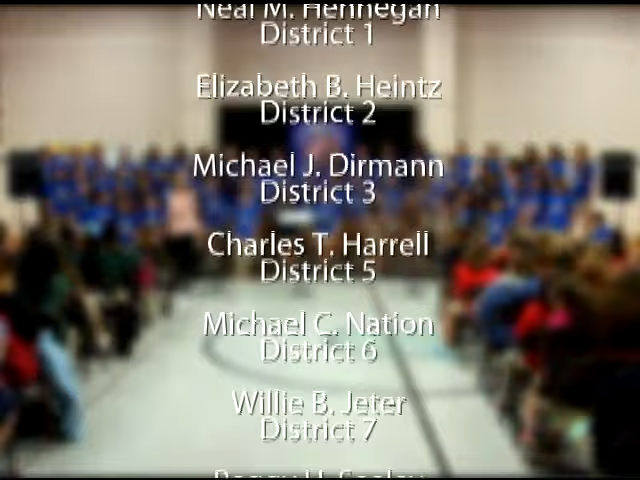 Neal M. Hennegan
District 1
Elizabeth B. Heintz
District 2
Michael J. Dirmann
District 3
Charles T. Harrell
District 5
Michael C. Nation
District 6
Willie B. Jeter
District 7